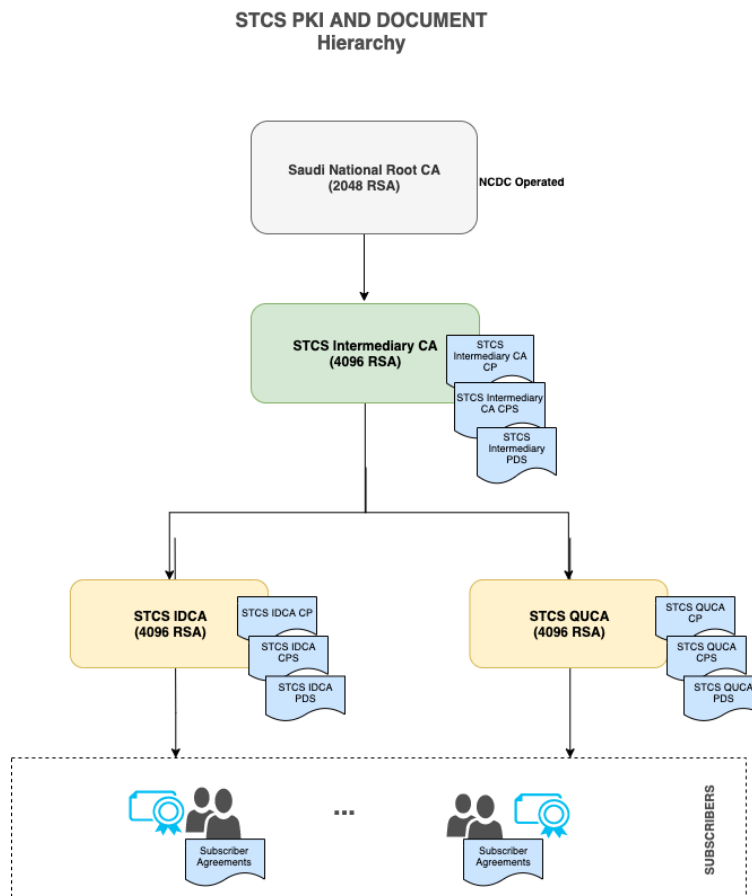 STCS PKI AND DOCUMENT
Hierarchy
Saudi National Root CA
(2048 RSA)
NCDC Operated
STCS Intermediary CA
(4096 RSA)
STCS
Intermediary CA
CP
STCS Intermediary
CA CPS
STCS
Intermediary
PDS
STCS IDCA
(4096 RSA)
STCS IDCA CP
STCS IDCA
CPS
STCS IDCA
PDS
STCS QUCA
(4096 RSA)
STCS QUCA
CP
STCS QUCA
CPS
STCS QUCA
PDS
...
SUBSCRIBERS
Subscriber
Agreements
Subscriber
Agreements